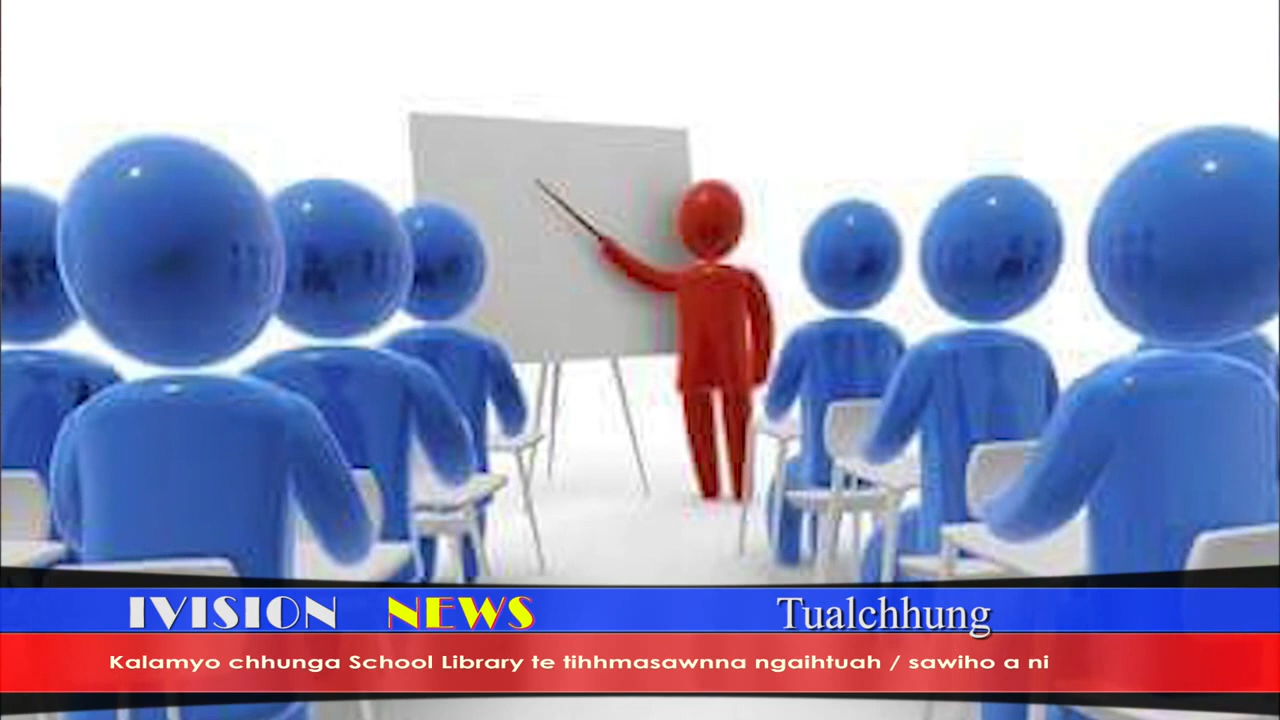 IVISION NEWS Tualchhung
Kalamyo chhunga School Library te tihhmasawnna ngaihtuah / sawiho a ni